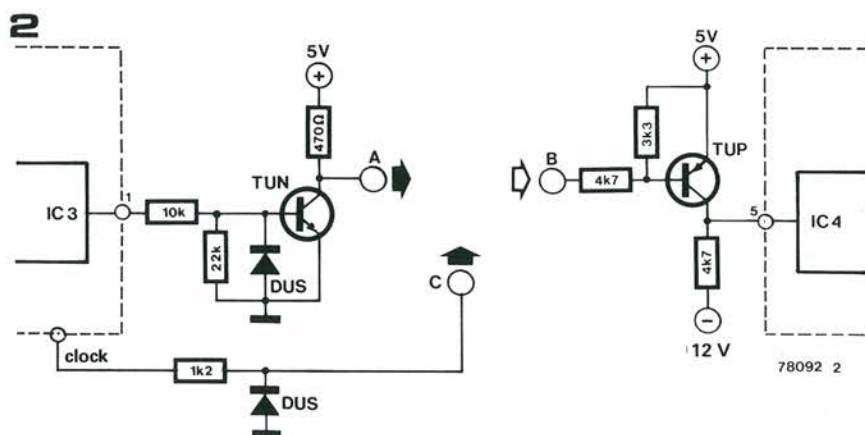 2
5V
470Ω
A
TUN
IC3
1
10k
22k
DUS
C
clock
1k2
DUS
5V
3k3
TUP
B
4k7
5
IC4
4k7
12 V
78092 2